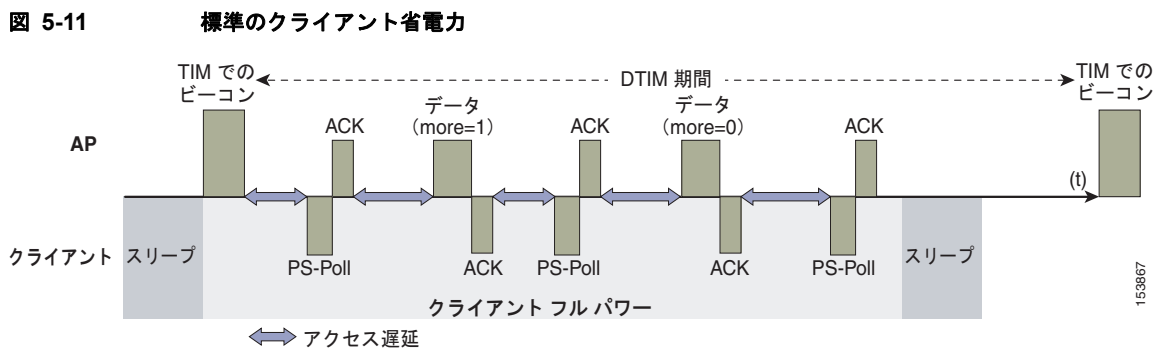 図 5-11 標準のクライアント省電力
TIM での
ビーコン
DTIM 期間
TIM での
ビーコン
AP
ACK
データ
(more=1)
ACK
データ
(more=0)
ACK
(t)
クライアント
スリープ
PS-Poll
ACK
PS-Poll
ACK
PS-Poll
スリープ
クライアント フル パワー
アクセス遅延
153867